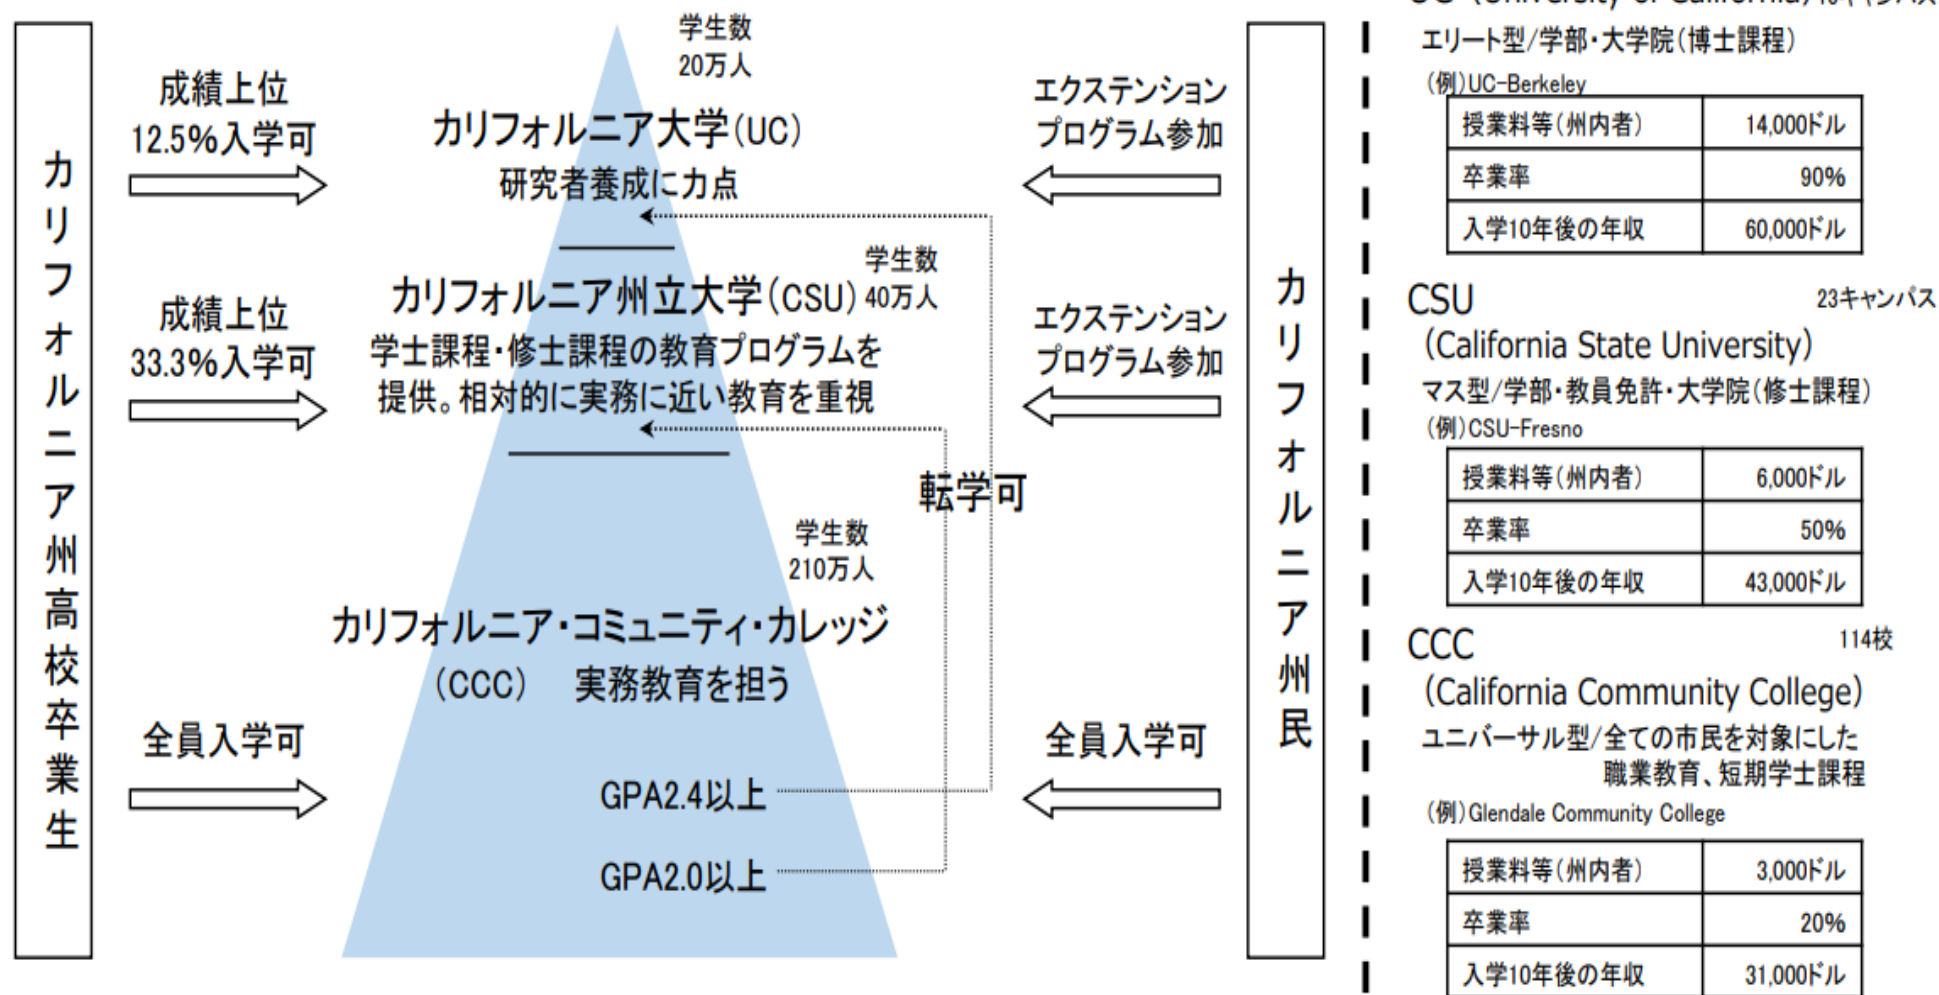 カリフォルニア州高校卒業生
成績上位
12.5%入学可
成績上位
33.3%入学可
全員入学可
学生数
20万人
カリフォルニア大学(UC)
研究者養成に力点
学生数
40万人
カリフォルニア州立大学(CSU)
学士課程・修士課程の教育プログラムを
提供。相対的に実務に近い教育を重視
転学可
学生数
210万人
カリフォルニア・コミュニティ・カレッジ
(CCC) 実務教育を担う
GPA2.4以上
GPA2.0以上
エクステンション
プログラム参加
エクステンション
プログラム参加
全員入学可
カリフォルニア州民
エリート型/学部・大学院(博士課程)
(例)UC-Berkeley
授業料等(州内者) 14,000ドル
卒業率 90%
入学10年後の年収 60,000ドル
CSU 23キャンパス
(California State University)
マス型/学部・教員免許・大学院(修士課程)
(例)CSU-Fresno
授業料等(州内者) 6,000ドル
卒業率 50%
入学10年後の年収 43,000ドル
CCC 114校
(California Community College)
ユニバーサル型/全ての市民を対象にした
職業教育、短期学士課程
(例)Glendale Community College
授業料等(州内者) 3,000ドル
卒業率 20%
入学10年後の年収 31,000ドル